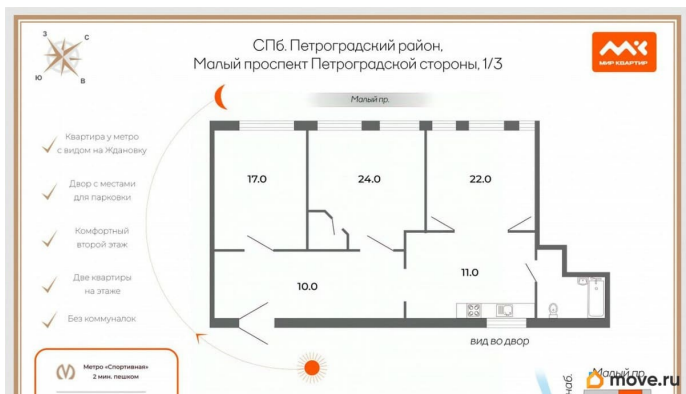 З
С
Ю
В
СПб. Петроградский район,
Малый проспект Петроградской стороны, 1/3
МИР КВАРТИР
Малый пр.
Квартира у метро
с видом на Ждановку
Двор с местами
для парковки
Комфортный
второй этаж
Две квартиры
на этаже
Без коммуналок
17.0
24.0
22.0
10.0
11.0
вид во двор
Метро «Спортивная»
2 мин. пешком
Малый пр.
наб.
move.ru